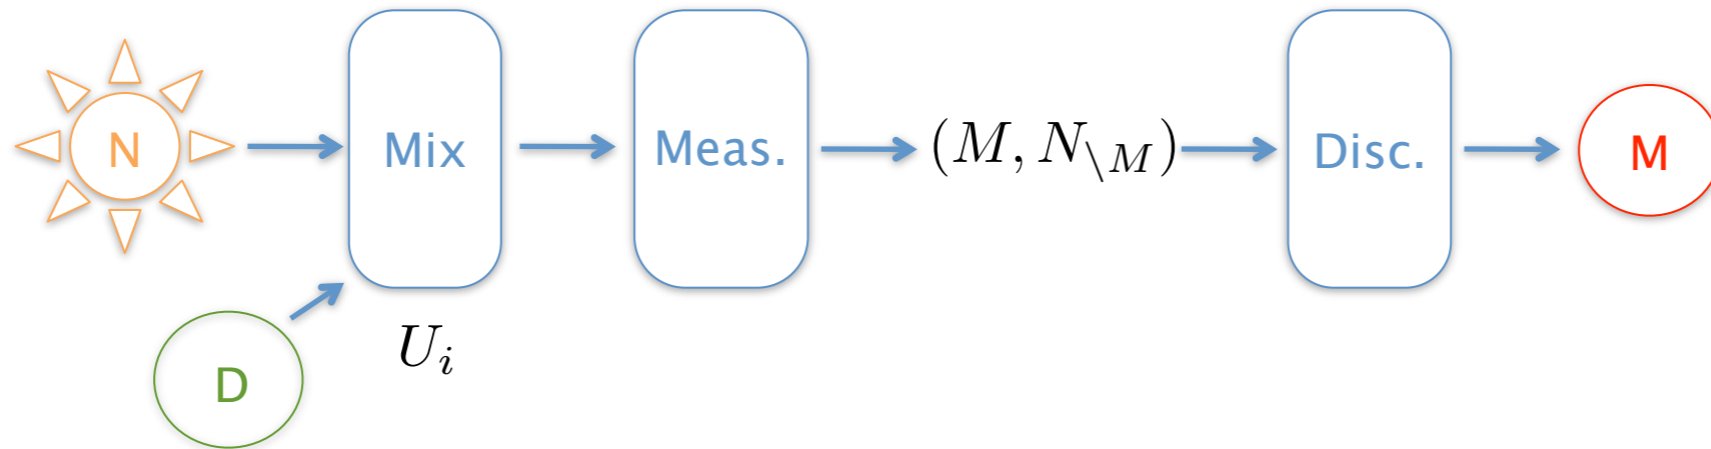 N
Mix
Meas.
(M, N_{\M})
Disc.
M
D
U_i